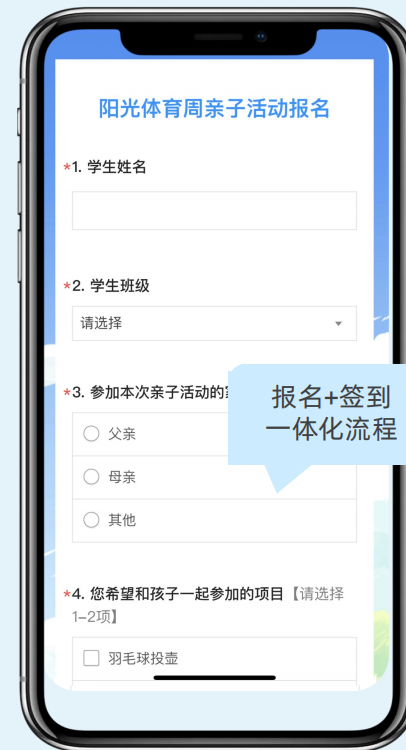 阳光体育周亲子活动报名
*1. 学生姓名
*2. 学生班级
请选择
*3. 参加本次亲子活动的
报名+签到
一体化流程
父亲
母亲
其他
*4. 您希望和孩子一起参加的项目【请选择
1–2项】
羽毛球投壶